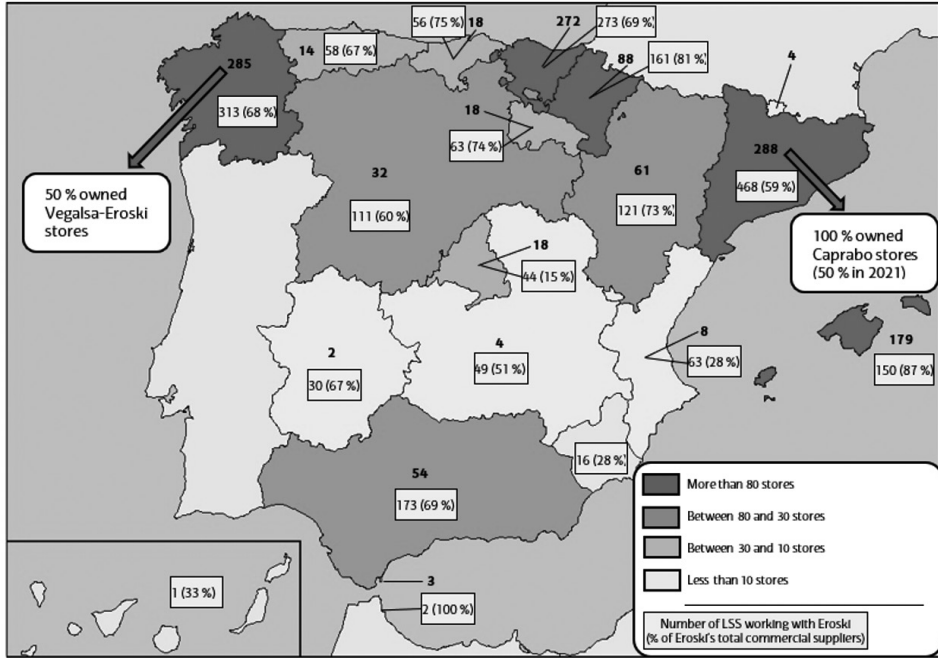 56 (75 %)
18
272
273 (69 %)
14
58 (67 %)
88
161 (81 %)
4
285
313 (68 %)
18
63 (74 %)
32
61
288
111 (60 %)
121 (73 %)
468 (59 %)
50 % owned
Vegalsa-Eroski
stores
100 % owned
Caprabo stores
(50 % in 2021)
18
44 (15 %)
2
30 (67 %)
4
49 (51 %)
8
63 (28 %)
179
150 (87 %)
16 (28 %)
54
173 (69 %)
More than 80 stores
Between 80 and 30 stores
Between 30 and 10 stores
Less than 10 stores
Number of LSS working with Eroski
(% of Eroski's total commercial suppliers)
3
2 (100 %)
1 (33 %)